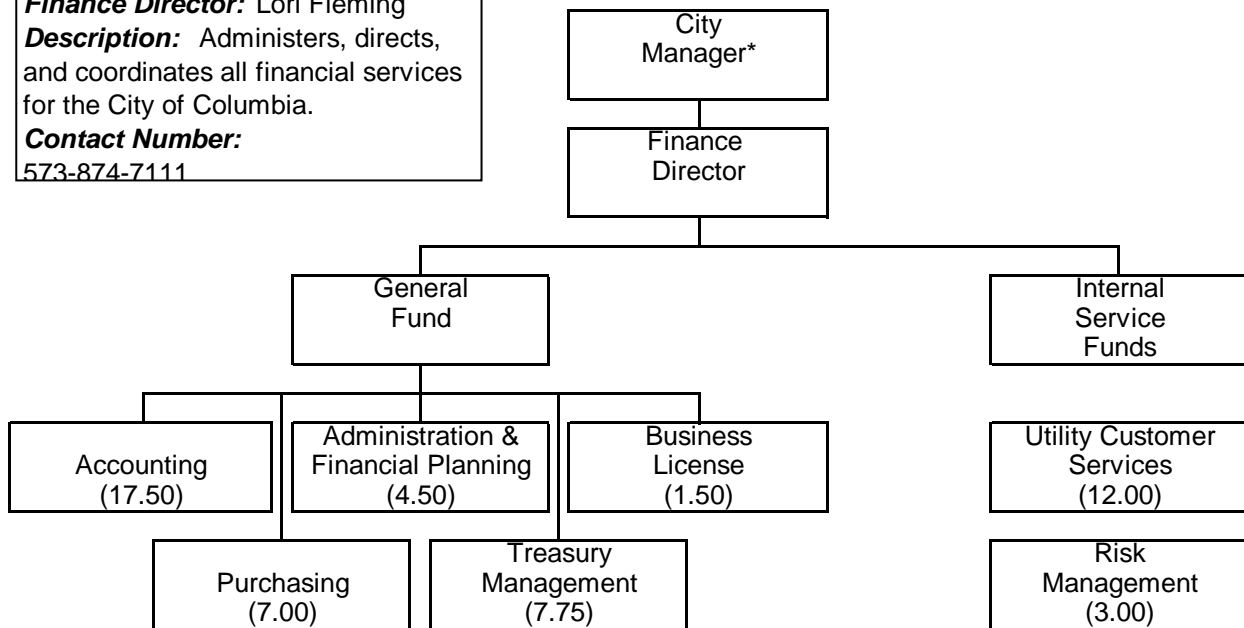 Finance Director: Lori Fleming
Description: Administers, directs,
and coordinates all financial services
for the City of Columbia.
Contact Number:
573-874-7111
City
Manager*
Finance
Director
General
Fund
Internal
Service
Funds
Accounting
(17.50)
Administration &
Financial Planning
(4.50)
Business
License
(1.50)
Utility Customer
Services
(12.00)
Purchasing
(7.00)
Treasury
Management
(7.75)
Risk
Management
(3.00)